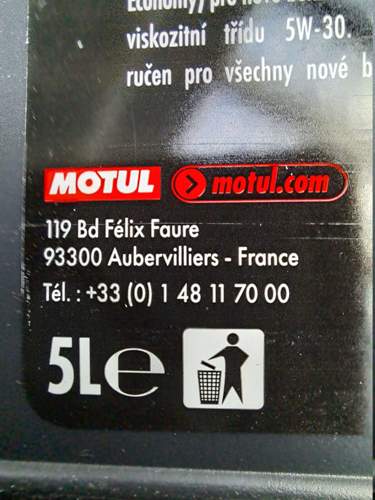 viskozitní třídu 5W-30.
ručen pro všechny nové b
MOTUL motul.com
119 Bd Félix Faure
93300 Aubervilliers - France
Tél. : +33 (0) 1 48 11 70 00
5L℮